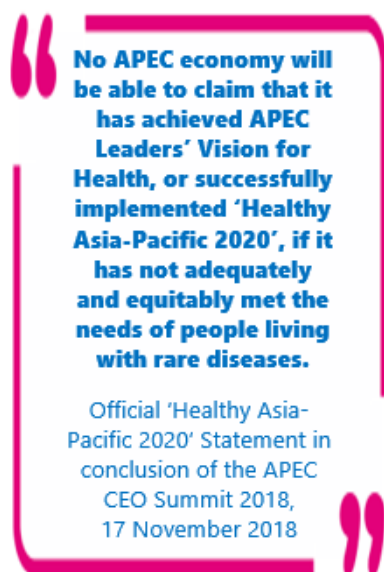 No APEC economy will
be able to claim that it
has achieved APEC
Leaders’ Vision for
Health, or successfully
implemented ‘Healthy
Asia-Pacific 2020’, if it
has not adequately
and equitably met the
needs of people living
with rare diseases.
Official ‘Healthy Asia-
Pacific 2020’ Statement in
conclusion of the APEC
CEO Summit 2018,
17 November 2018